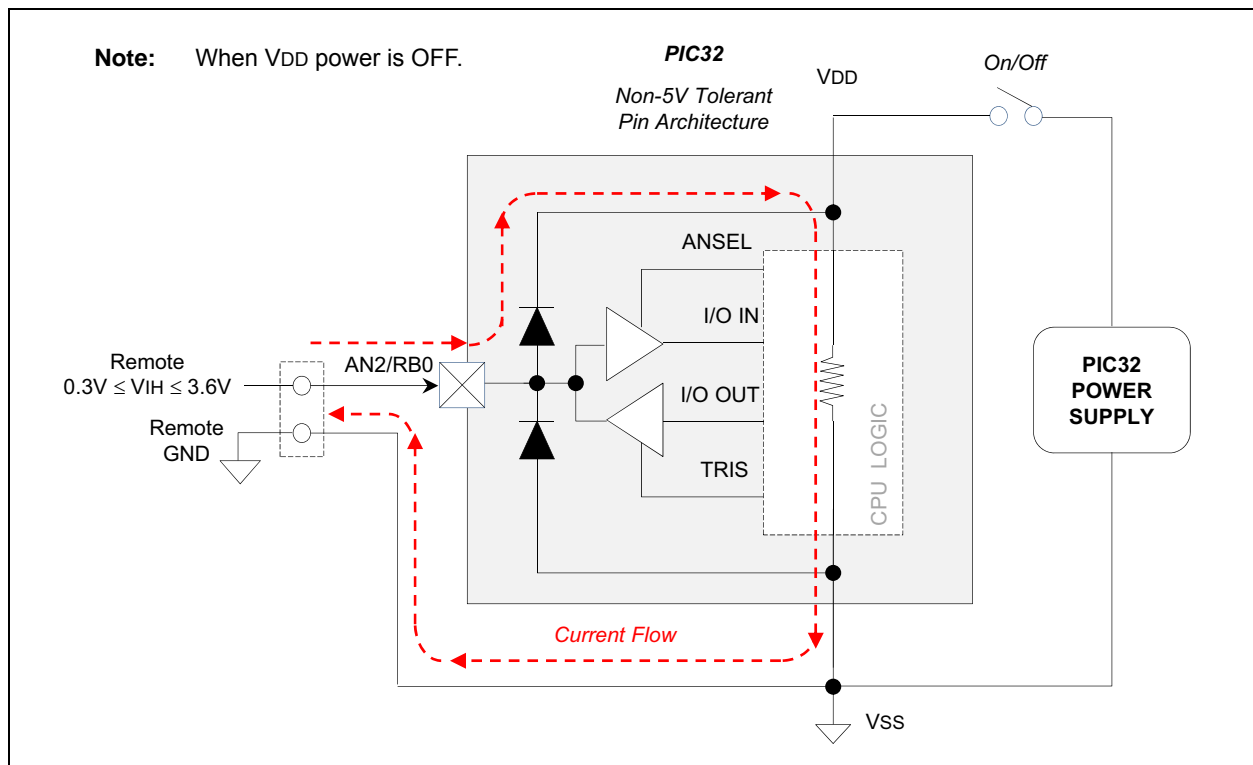 Note: When VDD power is OFF.
PIC32
Non-5V Tolerant
Pin Architecture
VDD
On/Off
ANSEL
I/O IN
Remote
0.3V ≤ VIH ≤ 3.6V
AN2/RB0
I/O OUT
Remote
GND
TRIS
CPU LOGIC
PIC32
POWER
SUPPLY
Current Flow
VSS